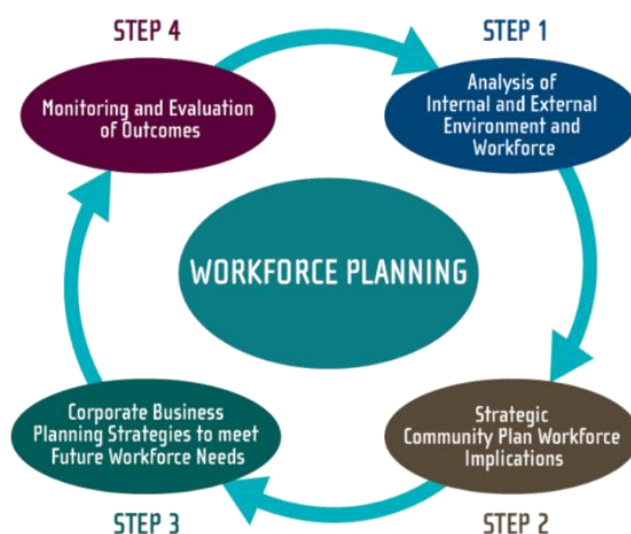 STEP 4
Monitoring and Evaluation
of Outcomes
STEP 1
Analysis of
Internal and External
Environment and
Workforce
WORKFORCE PLANNING
Corporate Business
Planning Strategies to meet
Future Workforce Needs
STEP 3
Strategic
Community Plan Workforce
Implications
STEP 2